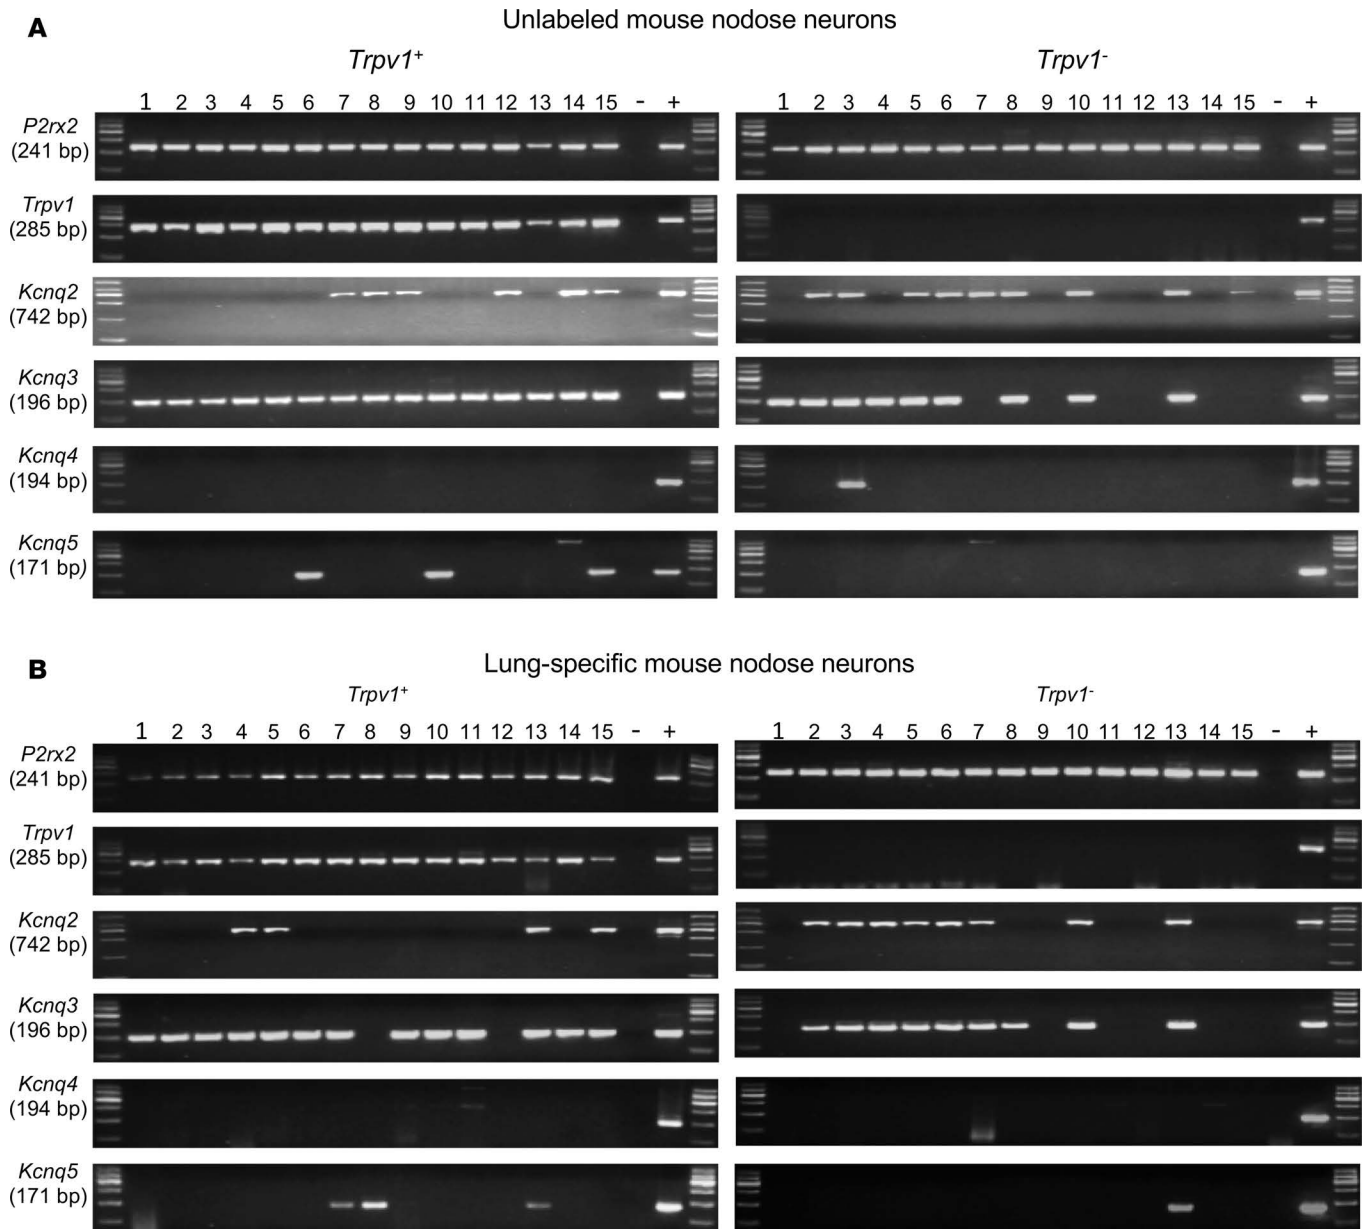 A
Unlabeled mouse nodose neurons
Trpv1+ Trpv1-
1 2 3 4 5 6 7 8 9 10 11 12 13 14 15 - + 1 2 3 4 5 6 7 8 9 10 11 12 13 14 15 - +
P2rx2
(241 bp)
Trpv1
(285 bp)
Kcnq2
(742 bp)
Kcnq3
(196 bp)
Kcnq4
(194 bp)
Kcnq5
(171 bp)
B
Lung-specific mouse nodose neurons
Trpv1+ Trpv1-
1 2 3 4 5 6 7 8 9 10 11 12 13 14 15 - + 1 2 3 4 5 6 7 8 9 10 11 12 13 14 15 - +
P2rx2
(241 bp)
Trpv1
(285 bp)
Kcnq2
(742 bp)
Kcnq3
(196 bp)
Kcnq4
(194 bp)
Kcnq5
(171 bp)